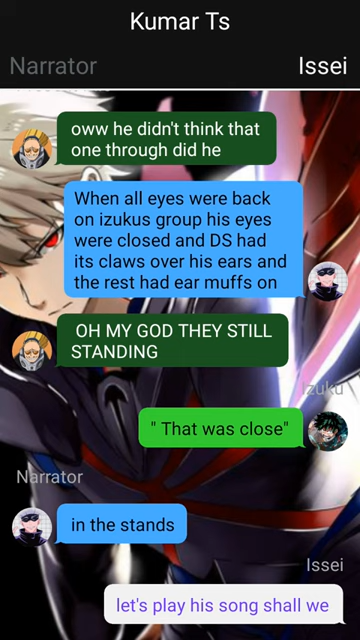 Kumar Ts
Narrator
Issei
oww he didn't think that
one through did he
When all eyes were back
on izukus group his eyes
were closed and DS had
its claws over his ears and
the rest had ear muffs on
OH MY GOD THEY STILL
STANDING
Izuku
" That was close"
Narrator
in the stands
Issei
let's play his song shall we